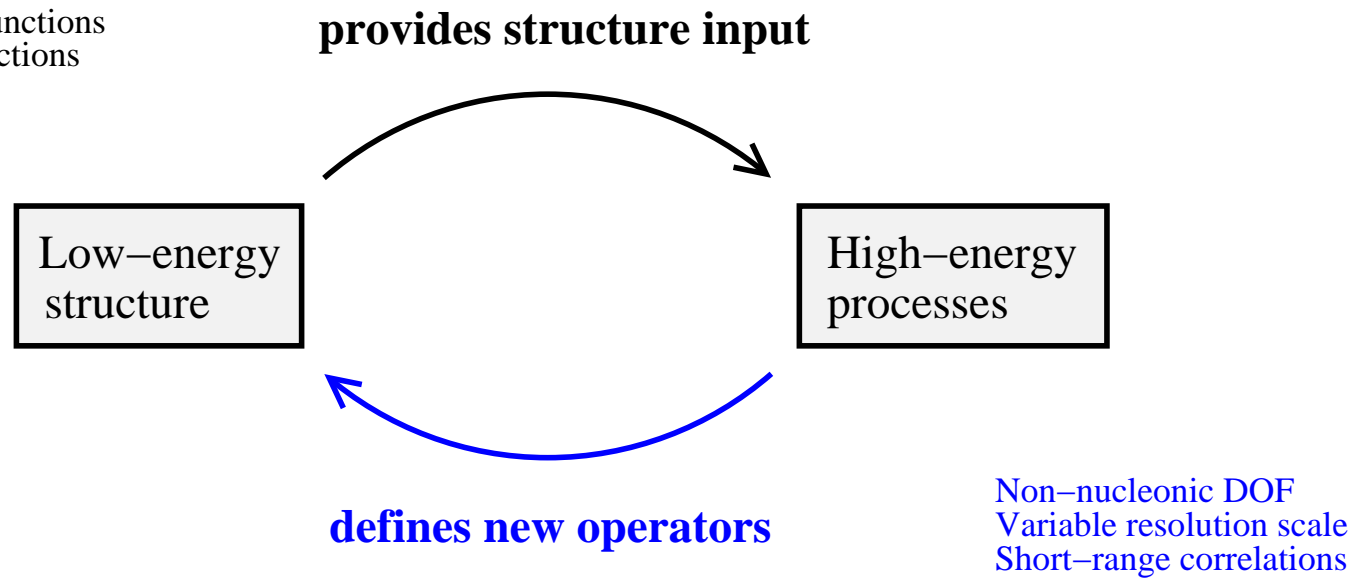 provides structure input
Low−energy
structure
High−energy
processes
defines new operators
Non−nucleonic DOF
Variable resolution scale
Short−range correlations